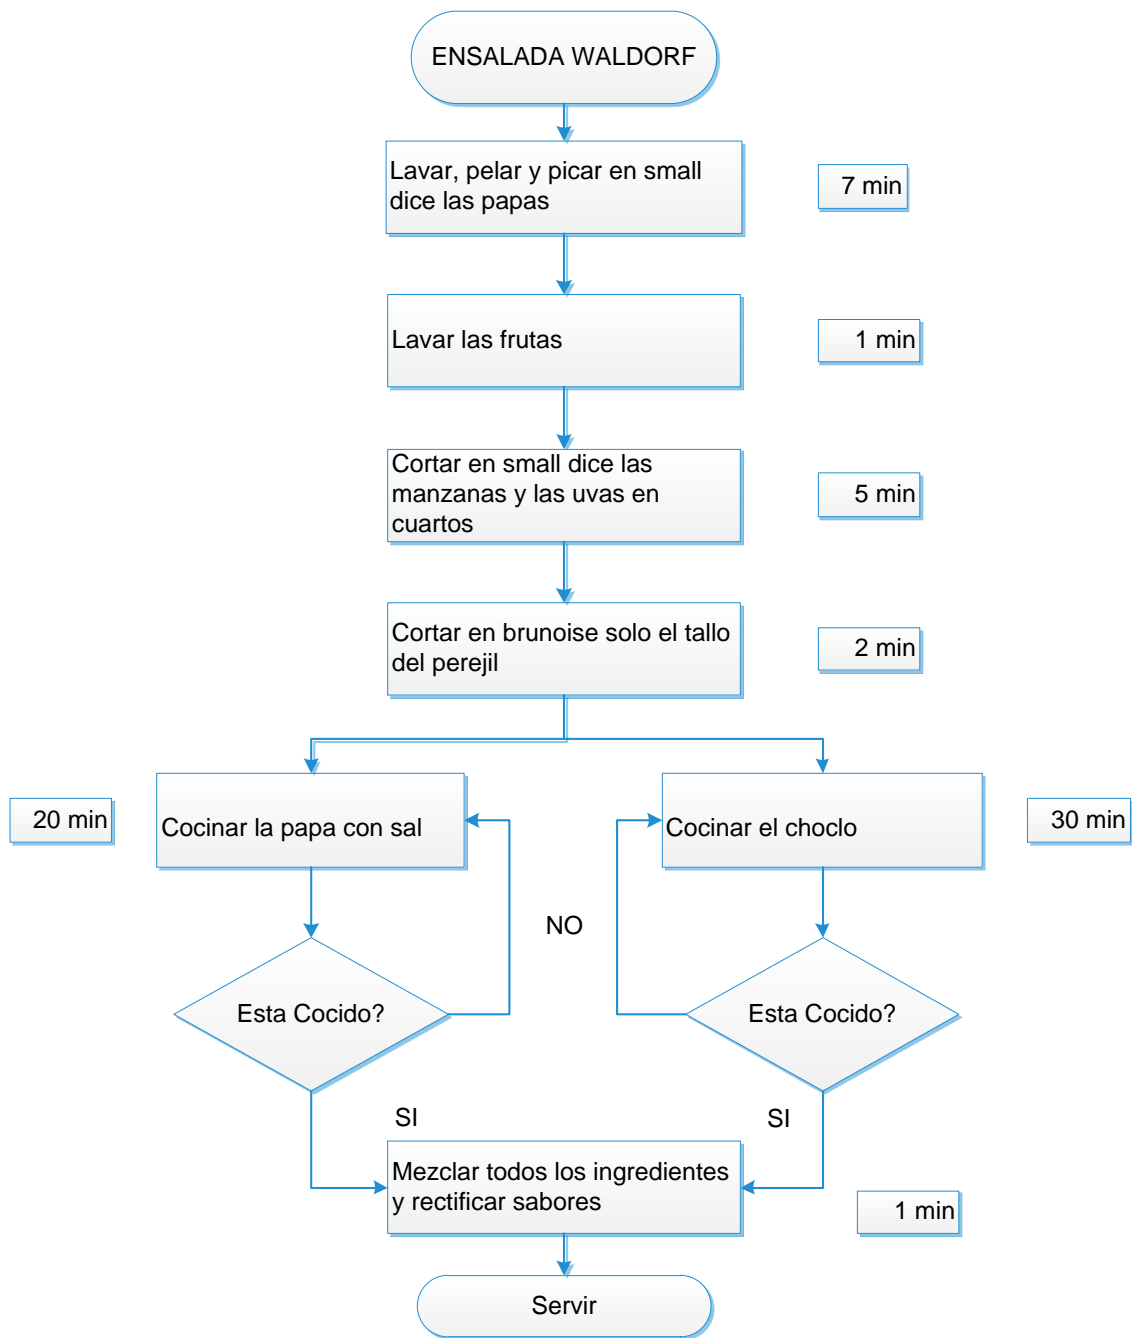 ENSALADA WALDORF
Lavar, pelar y picar en small
dice las papas
7 min
Lavar las frutas
1 min
Cortar en small dice las
manzanas y las uvas en
cuartos
5 min
Cortar en brunoise solo el tallo
del perejil
2 min
20 min
Cocinar la papa con sal
Cocinar el choclo
30 min
NO
Esta Cocido?
Esta Cocido?
SI
SI
Mezclar todos los ingredientes
y rectificar sabores
1 min
Servir